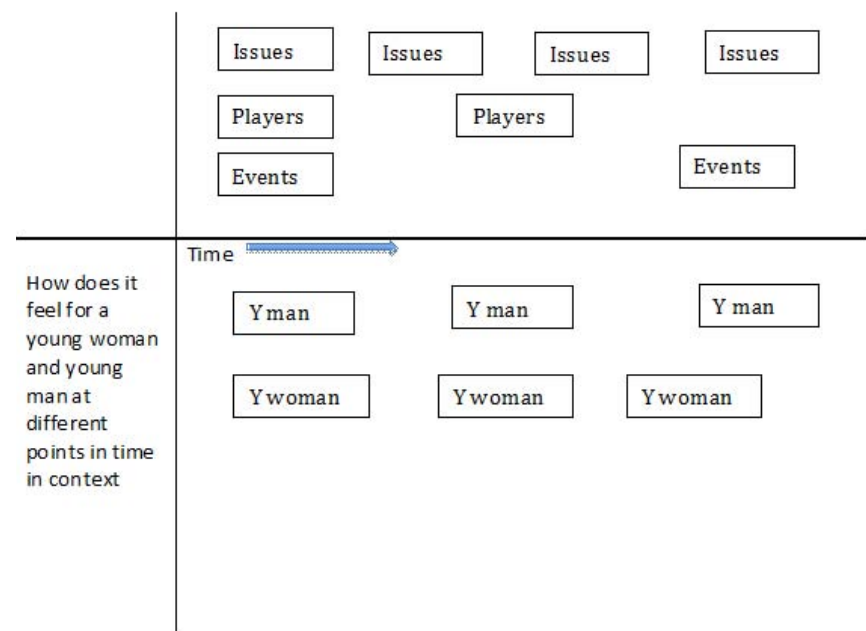 Issues
Issues
Issues
Issues
Players
Players
Events
Events
Time
How does it
feel for a
young woman
and young
man at
different
points in time
in context
Y man
Y man
Y man
Y woman
Y woman
Y woman